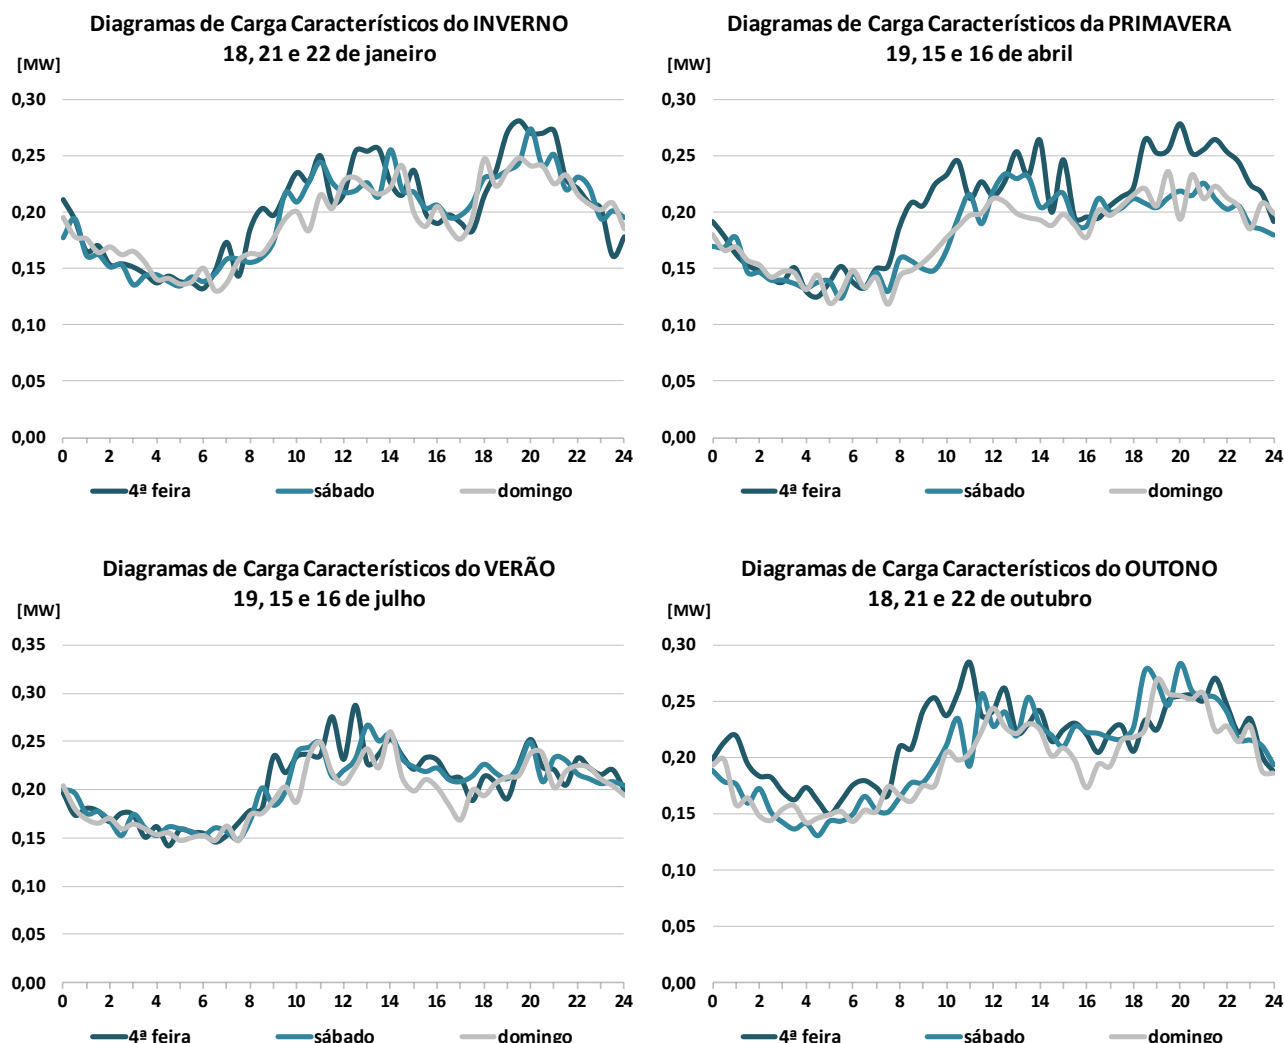 Diagramas de Carga Característicos do INVERNO
18, 21 e 22 de janeiro
[MW]
0,30
0,25
0,20
0,15
0,10
0,05
0,00
0 2 4 6 8 10 12 14 16 18 20 22 24
4ª feira sábado domingo
Diagramas de Carga Característicos da PRIMAVERA
19, 15 e 16 de abril
[MW]
0,30
0,25
0,20
0,15
0,10
0,05
0,00
0 2 4 6 8 10 12 14 16 18 20 22 24
4ª feira sábado domingo
Diagramas de Carga Característicos do VERÃO
19, 15 e 16 de julho
[MW]
0,35
0,30
0,25
0,20
0,15
0,10
0,05
0,00
0 2 4 6 8 10 12 14 16 18 20 22 24
4ª feira sábado domingo
Diagramas de Carga Característicos do OUTONO
18, 21 e 22 de outubro
[MW]
0,30
0,25
0,20
0,15
0,10
0,05
0,00
0 2 4 6 8 10 12 14 16 18 20 22 24
4ª feira sábado domingo